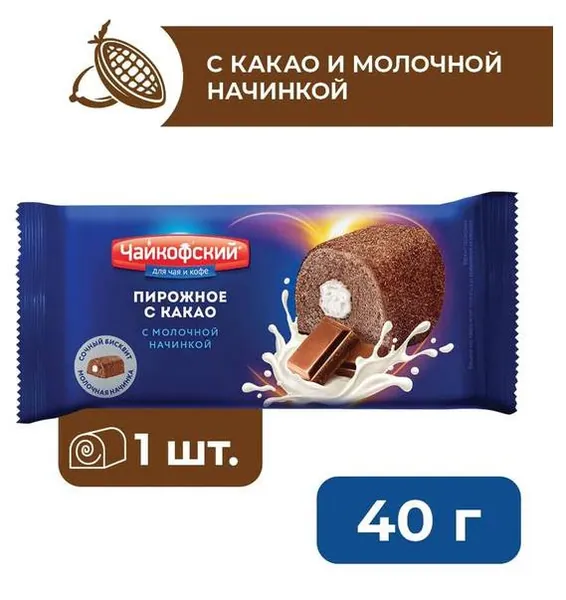 С КАКАО И МОЛОЧНОЙ
НАЧИНКОЙ
Чайкофский
для чая и кофе
ПИРОЖНОЕ
С КАКАО
С МОЛОЧНОЙ
НАЧИНКОЙ
СОЧНЫЙ БИСКВИТ
МОЛОЧНАЯ НАЧИНКА
1 шт.
40 г